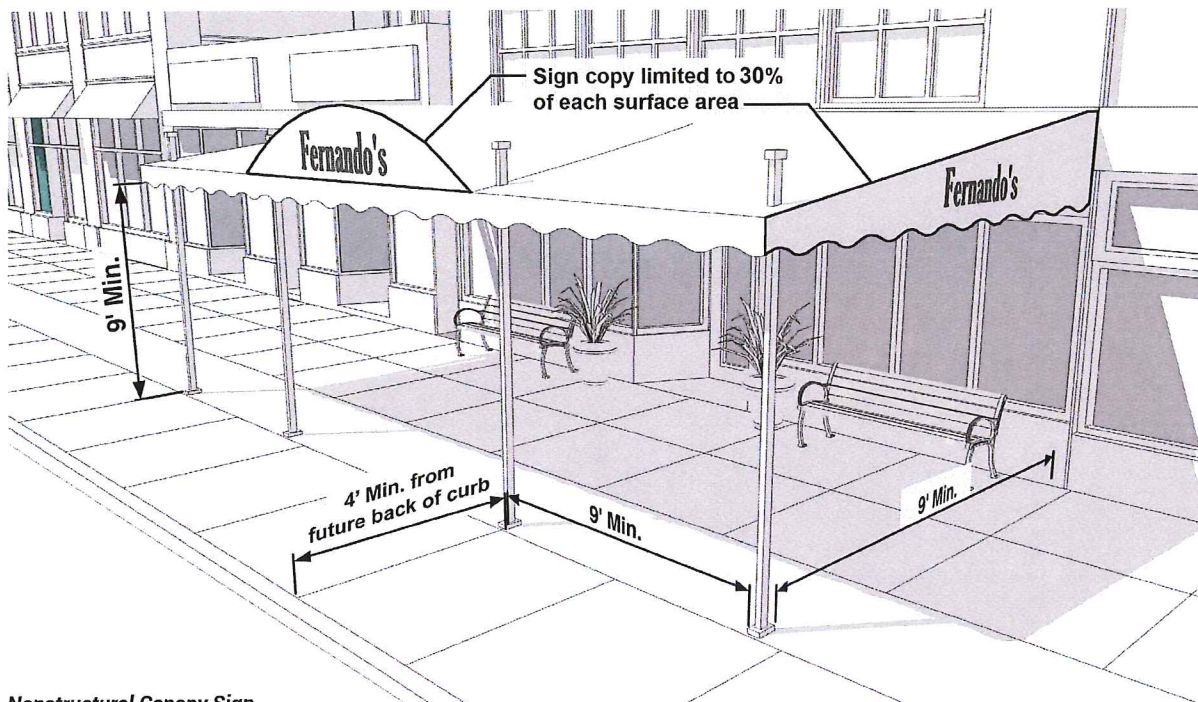 Sign copy limited to 30%
of each surface area
Fernando's
Fernando's
9' Min.
4' Min. from
future back of curb
9' Min.
9' Min.
Nonstructural Canopy Sign